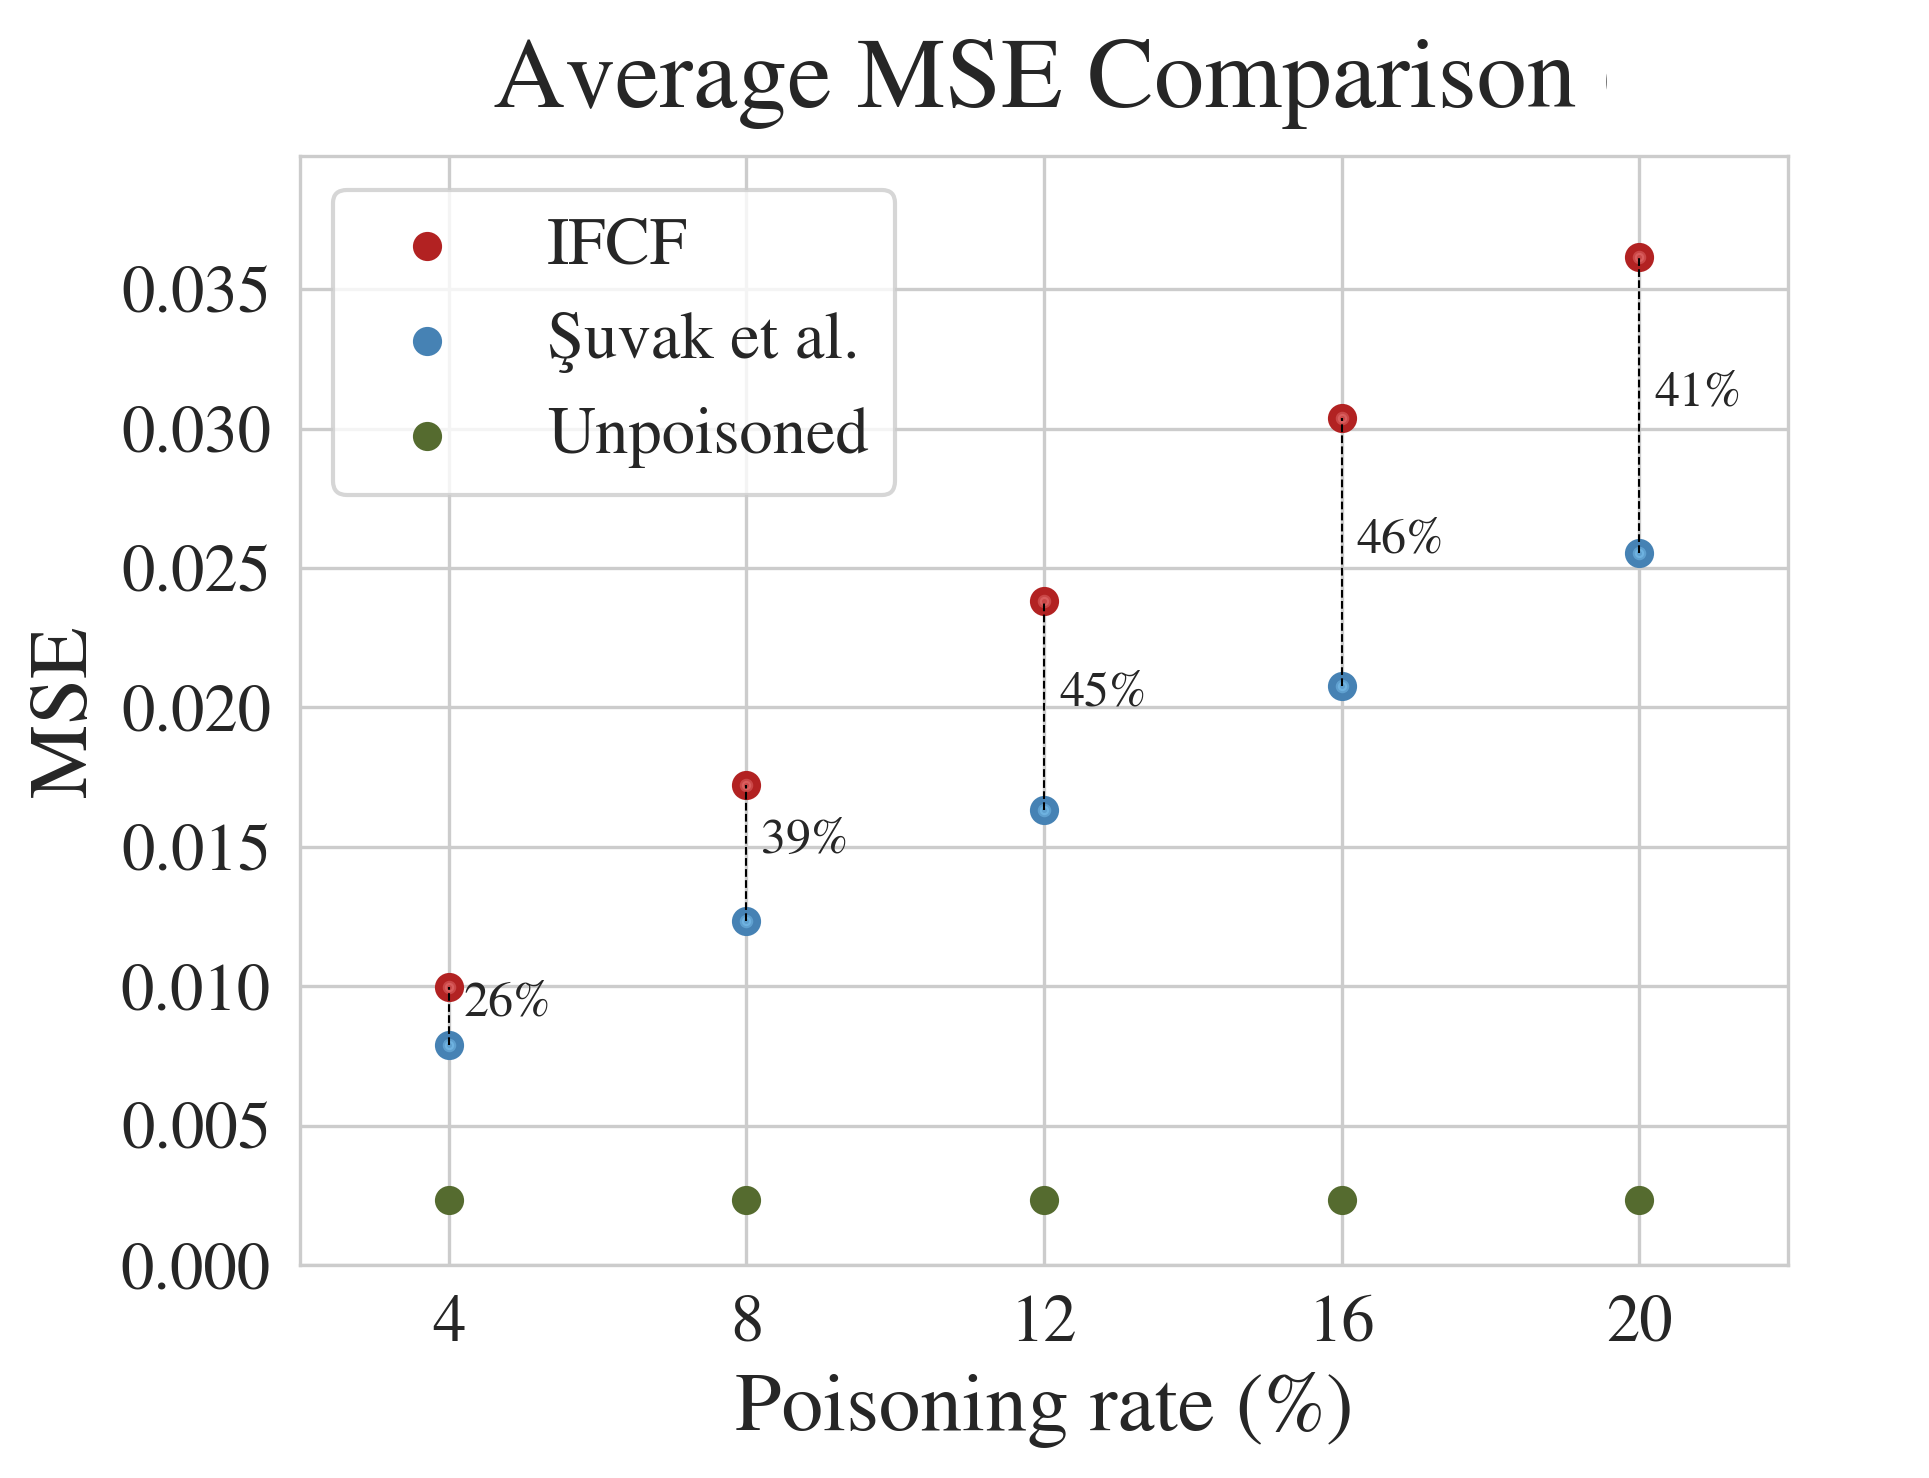 Average MSE Comparison
IFCF
Şuvak et al.
Unpoisoned
0.035
0.030
0.025
0.020
0.015
0.010
0.005
0.000
MSE
41%
46%
45%
39%
26%
4 8 12 16 20
Poisoning rate (%)